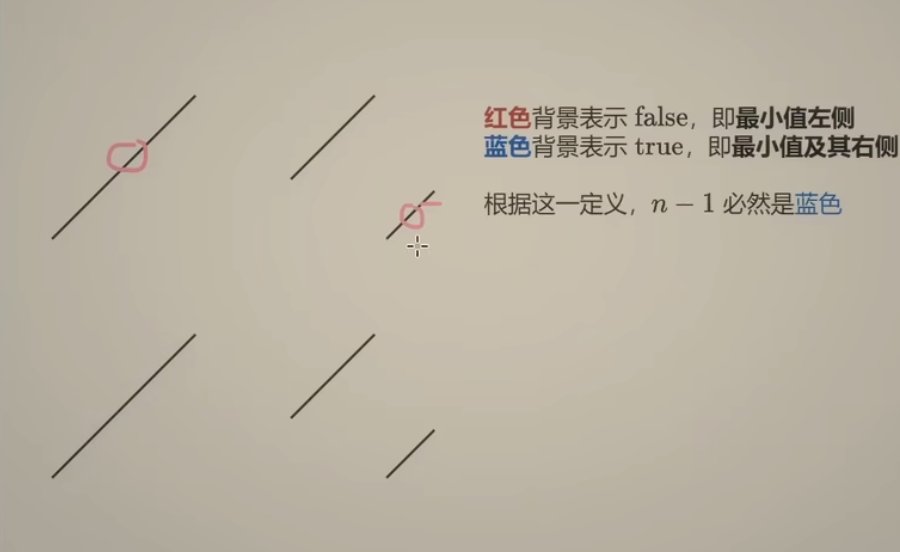 红色背景表示 false，即最小值左侧
蓝色背景表示 true，即最小值及其右侧
根据这一定义，n − 1 必然是蓝色